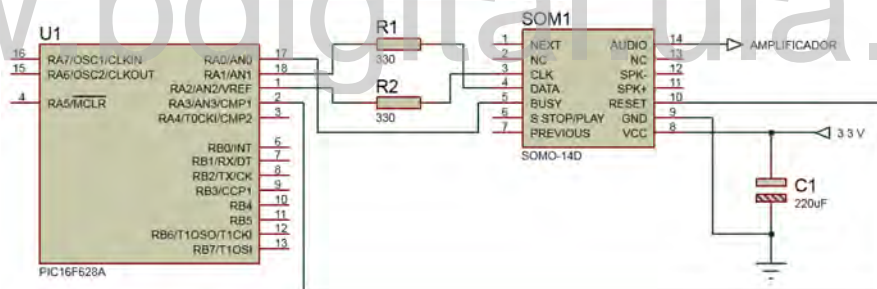 www.bdigital.ula.
U1
16 RA7/OSC1/CLKIN
15 RA6/OSC2/CLKOUT
4 RA5/MCLR
RA0/AN0 17
RA1/AN1 18
RA2/AN2/VREF 1
RA3/AN3/CMP1 2
RA4/T0CKI/CMP2 3
RB0/INT 6
RB1/RX/DT 7
RB2/TX/CK 8
RB3/CCP1 9
RB4 10
RB5 11
RB6/T1OSO/T1CKI 12
RB7/T1OSI 13
PIC16F628A
R1
330
R2
330
SOM1
1 NEXT
2 NC
3 CLK
4 DATA
5 BUSY
6 S STOP/PLAY
7 PREVIOUS
AUDIO 14
NC 13
SPK- 12
SPK+ 11
RESET 10
GND 9
VCC 8
SOMO-14D
AMPLIFICADOR
3 3 V
C1
220uF